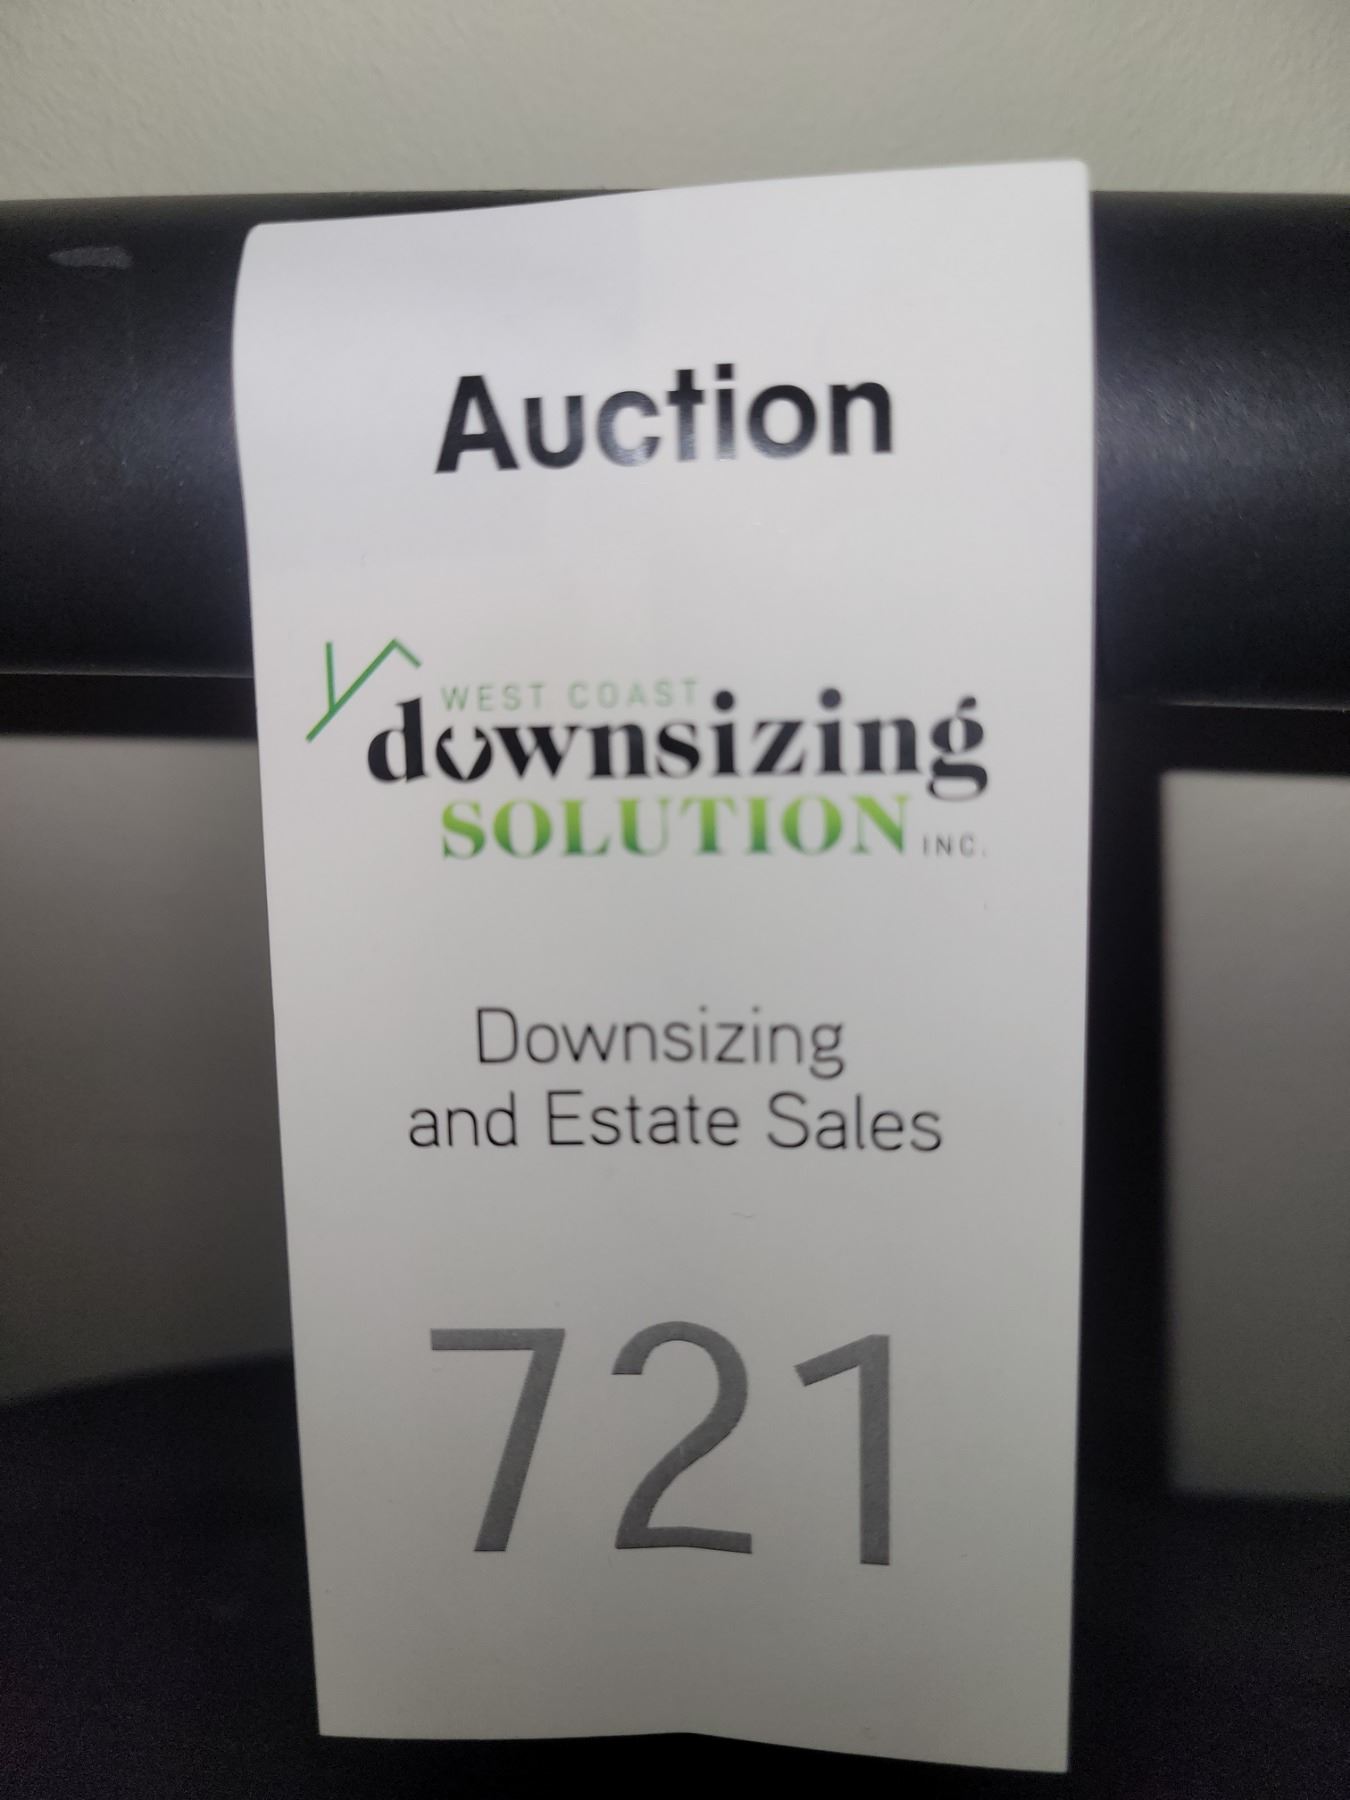 Auction
WEST COAST
downsizing
SOLUTION INC.
Downsizing
and Estate Sales
721